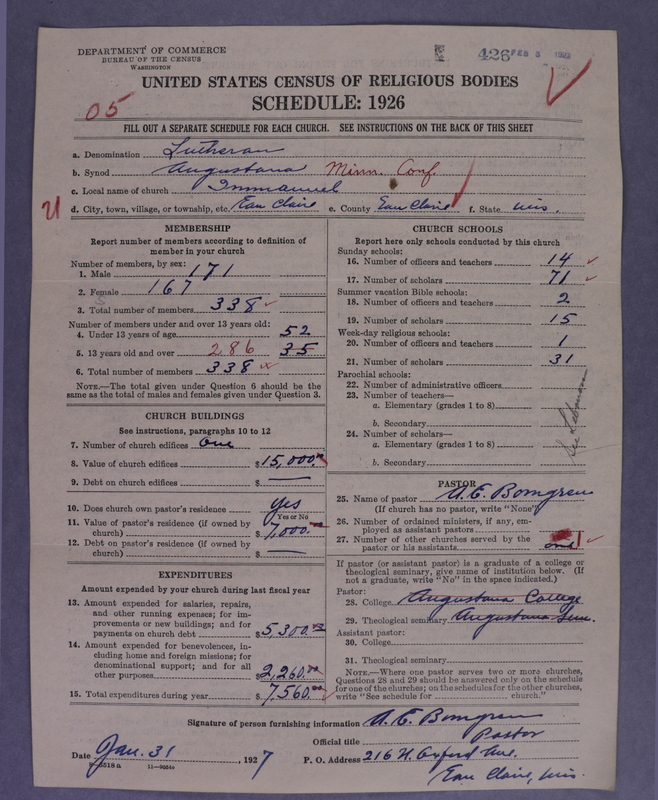 DEPARTMENT OF COMMERCE
BUREAU OF THE CENSUS
WASHINGTON
426 FEB 8
UNITED STATES CENSUS OF RELIGIOUS BODIES
SCHEDULE: 1926
05
FILL OUT A SEPARATE SCHEDULE FOR EACH CHURCH. SEE INSTRUCTIONS ON THE BACK OF THIS SHEET
a. Denomination Lutheran
b. Synod Augustana Minn. Conf.
c. Local name of church Immanuel
d. City, town, village, or township, etc. Eau Claire e. County Eau Claire f. State Wis.
MEMBERSHIP
Report number of members according to definition of
member in your church
Number of members, by sex:
1. Male 171
2. Female 167
3. Total number of members 338
Number of members under and over 13 years old:
4. Under 13 years of age 52
5. 13 years old and over 286 35
6. Total number of members 338
NOTE.—The total given under Question 6 should be the
same as the total of males and females given under Question 3.
CHURCH BUILDINGS
See instructions, paragraphs 10 to 12
7. Number of church edifices One
8. Value of church edifices $15,000.00
9. Debt on church edifices $ —
10. Does church own pastor's residence Yes
Yes or No
11. Value of pastor's residence (if owned by
church) $7,000.00
12. Debt on pastor's residence (if owned by
church) $ —
EXPENDITURES
Amount expended by your church during last fiscal year
13. Amount expended for salaries, repairs,
and other running expenses; for im-
provements or new buildings; and for
payments on church debt $5,300.00
14. Amount expended for benevolences, in-
cluding home and foreign missions; for
denominational support; and for all
other purposes 2,260.00
15. Total expenditures during year $7,560.00
CHURCH SCHOOLS
Report here only schools conducted by this church
Sunday schools:
16. Number of officers and teachers 14
17. Number of scholars 71
Summer vacation Bible schools:
18. Number of officers and teachers 2
19. Number of scholars 15
Week-day religious schools:
20. Number of officers and teachers 1
21. Number of scholars 31
Parochial schools:
22. Number of administrative officers
23. Number of teachers—
a. Elementary (grades 1 to 8)
b. Secondary
24. Number of scholars—
a. Elementary (grades 1 to 8)
b. Secondary
PASTOR
25. Name of pastor A. E. Bomgren
(If church has no pastor, write "None")
26. Number of ordained ministers, if any, em-
ployed as assistant pastors
27. Number of other churches served by the
pastor or his assistants one
If pastor (or assistant pastor) is a graduate of a college or
theological seminary, give name of institution below. (If
not a graduate, write "No" in the space indicated.)
Pastor:
28. College Augustana College
29. Theological seminary Augustana Sem.
Assistant pastor:
30. College
31. Theological seminary
NOTE.—Where one pastor serves two or more churches,
Questions 28 and 29 should be answered only on the schedule
for one of the churches; on the schedules for the other churches,
write "See schedule for church."
Signature of person furnishing information A. E. Bomgren
Official title Pastor
Date Jan. 31, 1927 P. O. Address 216 N. Oxford Ave.
Eau Claire, Wis.